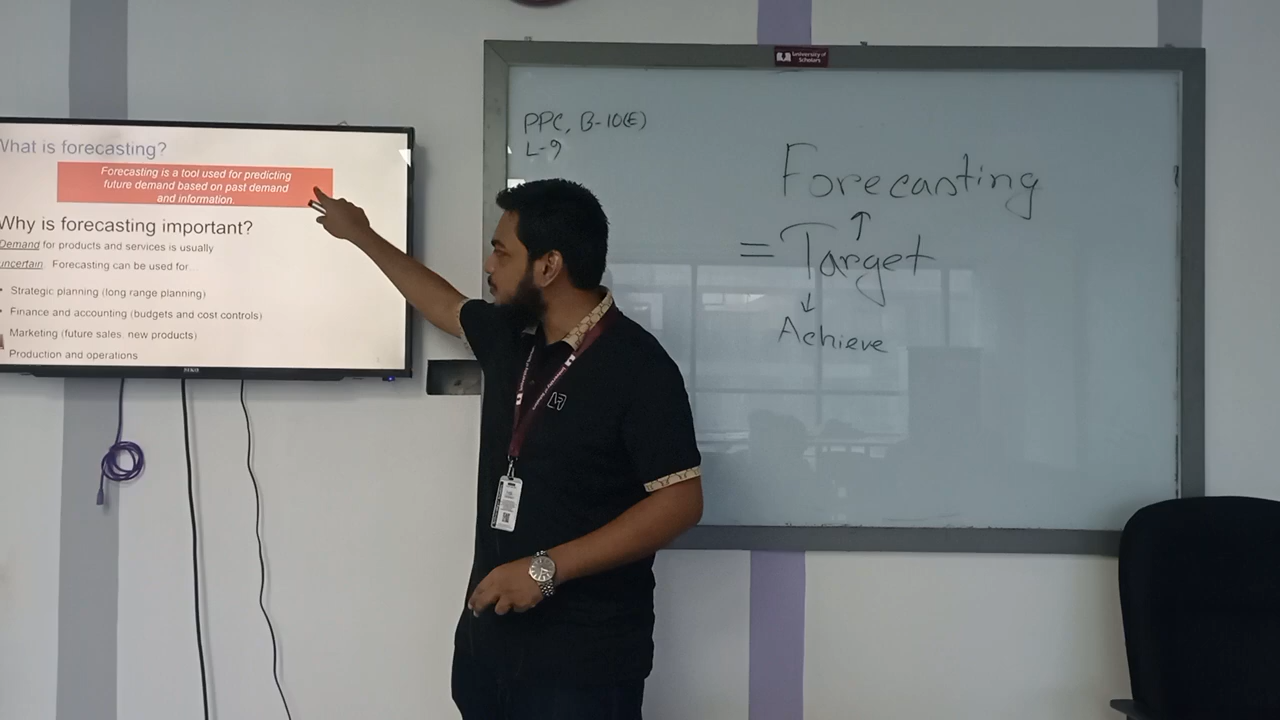 What is forecasting?
Forecasting is a tool used for predicting
future demand based on past demand
and information.
Why is forecasting important?
Demand for products and services is usually
uncertain. Forecasting can be used for...
• Strategic planning (long range planning)
• Finance and accounting (budgets and cost controls)
Marketing (future sales, new products)
Production and operations
PPC, B-10(E)
L-9
University of
Scholars
Forecasting
↑
= Target
↓
Achieve